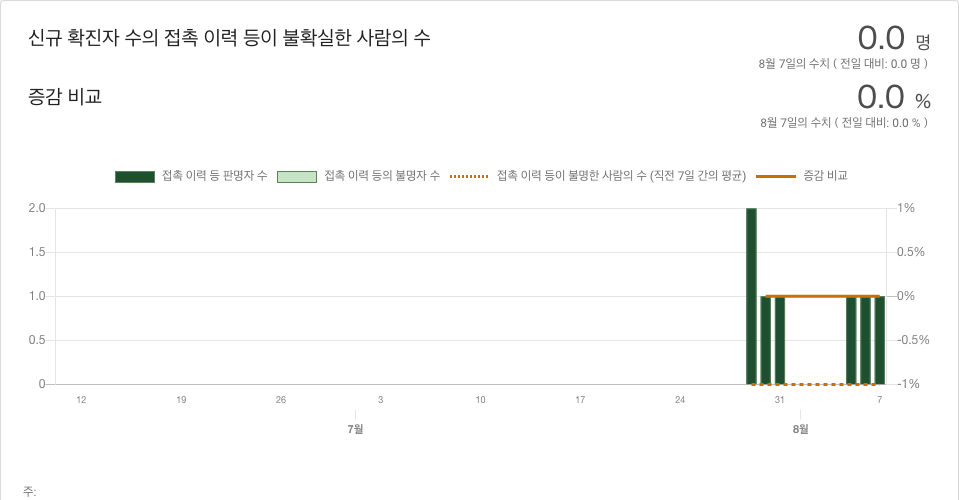 신규 확진자 수의 접촉 이력 등이 불확실한 사람의 수
0.0 명
8월 7일의 수치 ( 전일 대비: 0.0 명 )
증감 비교
0.0 %
8월 7일의 수치 ( 전일 대비: 0.0 % )
접촉 이력 등 판명자 수 접촉 이력 등의 불명자 수 접촉 이력 등이 불명한 사람의 수 (직전 7일 간의 평균) 증감 비교
2.0 1%
1.5 0.5%
1.0 0%
0.5 -0.5%
0 -1%
12 19 26 3 10 17 24 31 7
7월 8월
주: